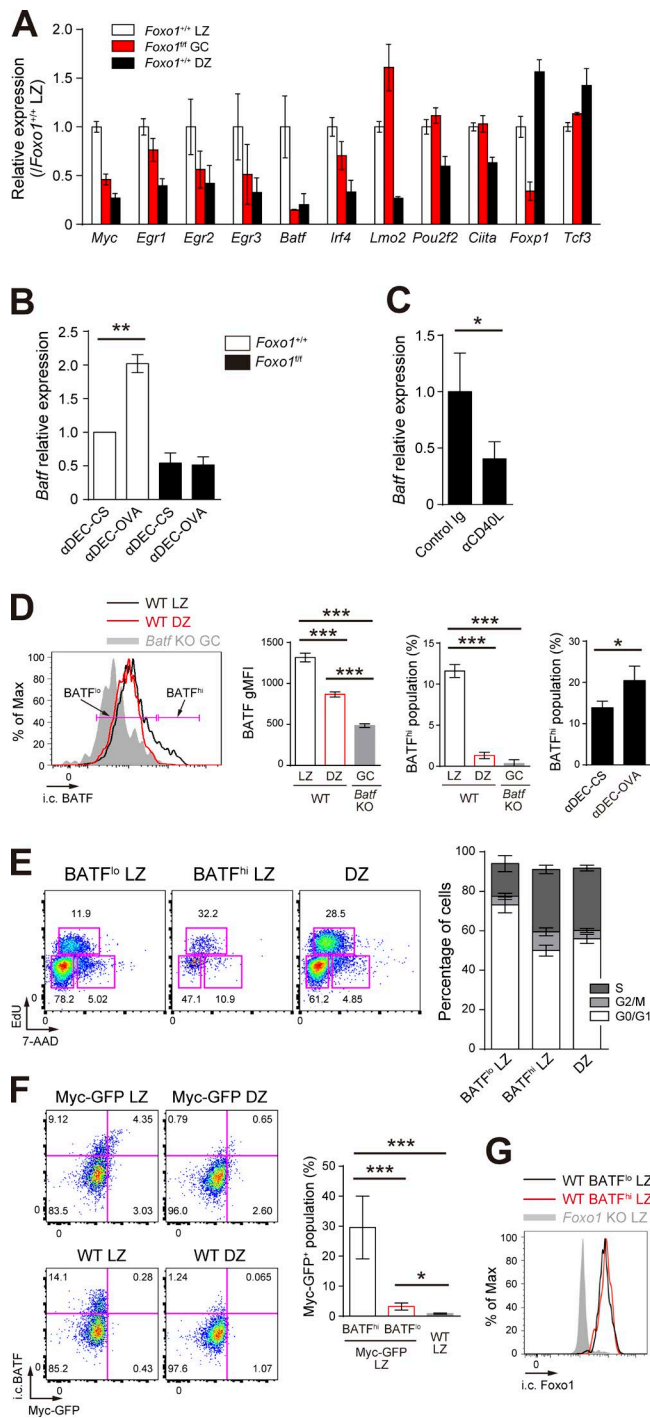 A
Foxo1+/+ LZ
Foxo1f/f GC
Foxo1+/+ DZ
Relative expression
(/Foxo1+/+ LZ)
2.0
1.5
1.0
0.5
0
Myc Egr1 Egr2 Egr3 Batf Irf4 Lmo2 Pou2f2 Ciita Foxp1 Tcf3
B
Batf relative expression
2.5
2.0
1.5
1.0
0.5
0
**
Foxo1+/+
Foxo1f/f
αDEC-CS
αDEC-OVA
αDEC-CS
αDEC-OVA
C
Batf relative expression
1.5
1.0
0.5
0
*
Control Ig
αCD40L
D
WT LZ
WT DZ
Batf KO GC
% of Max
100
80
60
40
20
0
BATFlo
BATFhi
0
i.c. BATF
BATF gMFI
1500
1000
500
0
***
***
***
LZ DZ GC
WT Batf
KO
BATFhi population (%)
15
10
5
0
***
***
LZ DZ GC
WT Batf
KO
BATFhi population (%)
30
20
10
0
*
αDEC-CS
αDEC-OVA
E
BATFlo LZ BATFhi LZ DZ
11.9 32.2 28.5
78.2 5.02 47.1 10.9 61.2 4.85
EdU
0
7-AAD
Percentage of cells
100
80
60
40
20
0
S
G2/M
G0/G1
BATFlo LZ
BATFhi LZ
DZ
F
Myc-GFP LZ Myc-GFP DZ
9.12 4.35 0.79 0.65
0
83.5 3.03 96.0 2.60
0 0
WT LZ WT DZ
14.1 0.28 1.24 0.065
0
85.2 0.43 97.6 1.07
0 0
i.c.BATF
Myc-GFP
Myc-GFP+ population (%)
50
40
30
20
10
0
***
***
*
BATFhi BATFlo WT
LZ
Myc-GFP
LZ
G
WT BATFlo LZ
WT BATFhi LZ
Foxo1 KO LZ
% of Max
100
80
60
40
20
0
0
i.c. Foxo1